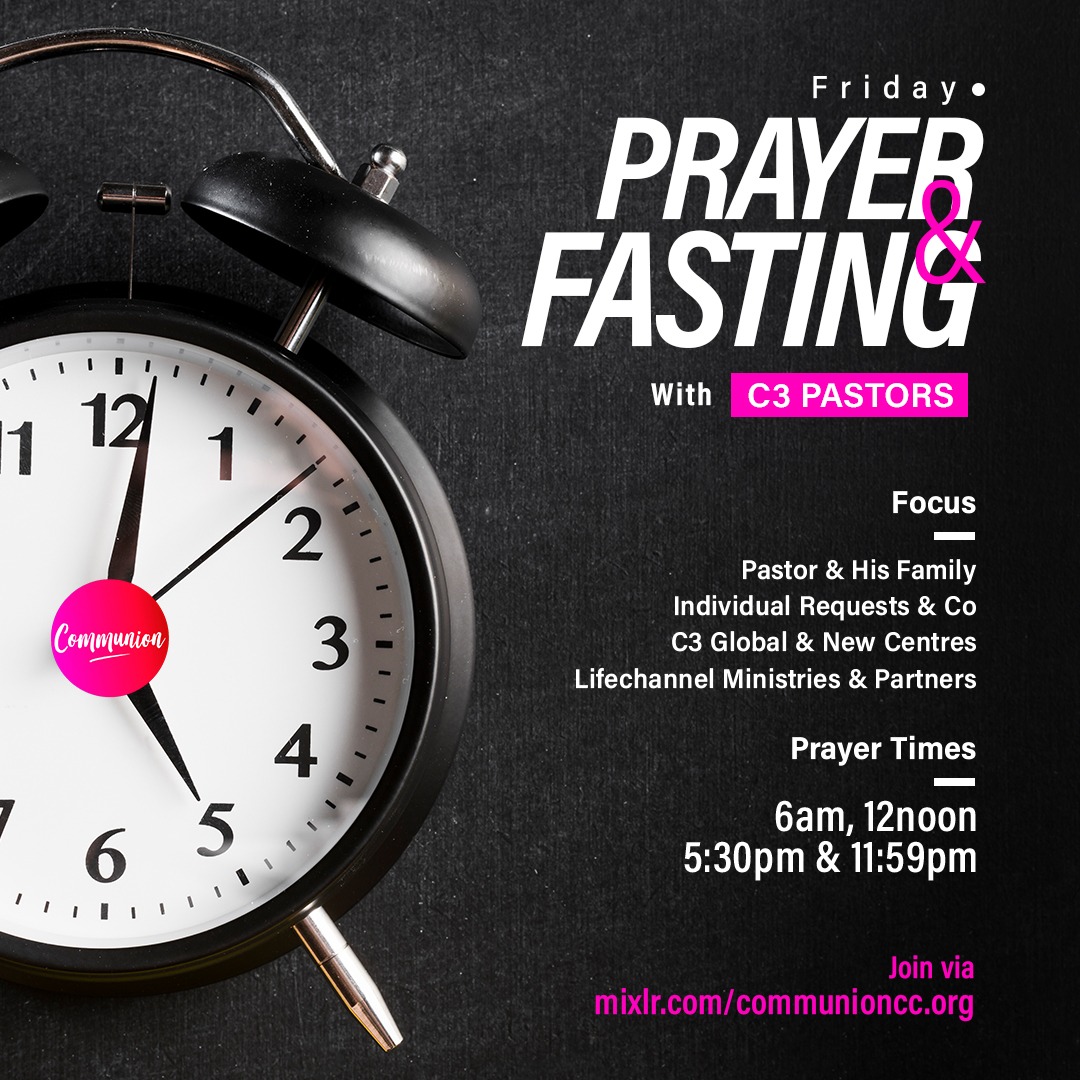 Friday
PRAYER
&
FASTING
With C3 PASTORS
Focus
Pastor & His Family
Individual Requests & Co
C3 Global & New Centres
Lifechannel Ministries & Partners
Prayer Times
6am, 12noon
5:30pm & 11:59pm
Join via
mixlr.com/communioncc.org
11
12
1
2
3
4
5
6
7
Communion